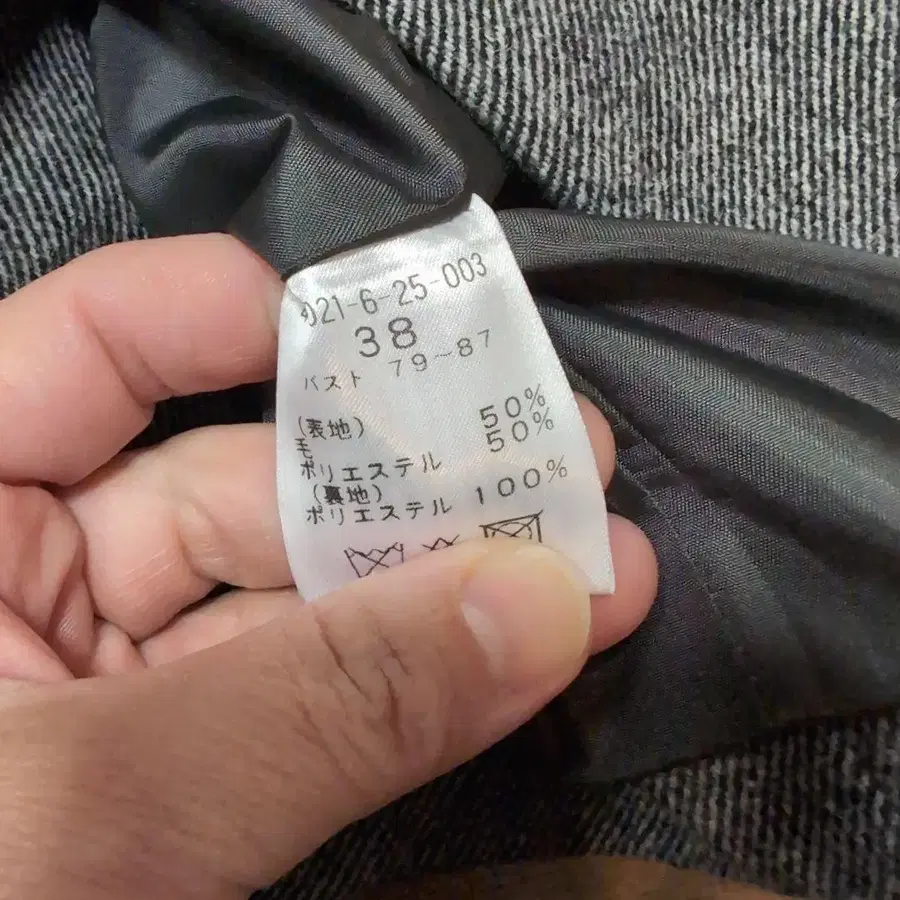 021-6-25-003
38
バスト 79~87
(表地)
毛 50%
ポリエステル 50%
(裏地)
ポリエステル 100%